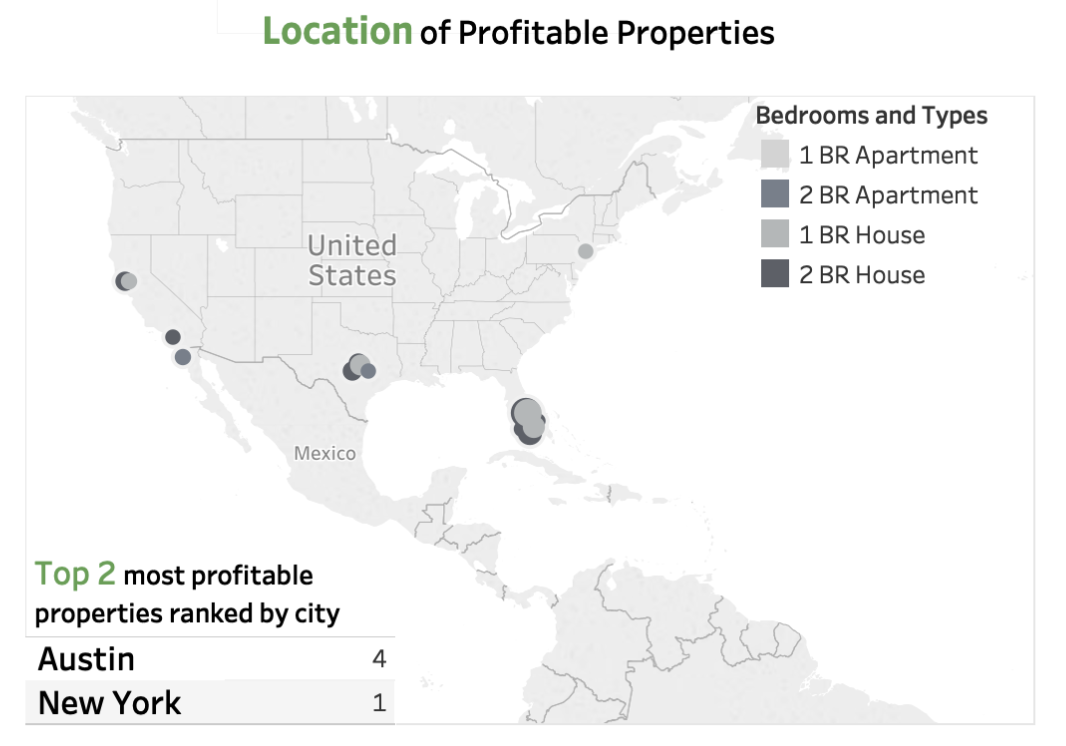 Location of Profitable Properties
Bedrooms and Types
1 BR Apartment
2 BR Apartment
1 BR House
2 BR House
United
States
Mexico
Top 2 most profitable
properties ranked by city
Austin 4
New York 1